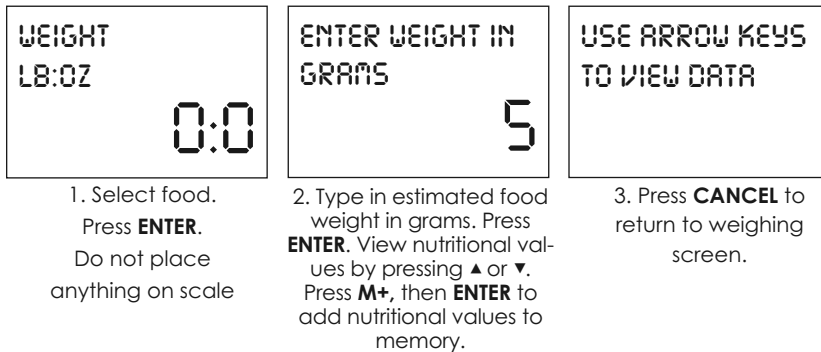 WEIGHT
LB:OZ
0:0
1. Select food.
Press ENTER.
Do not place
anything on scale
ENTER WEIGHT IN
GRAMS
5
2. Type in estimated food
weight in grams. Press
ENTER. View nutritional val-
ues by pressing ▲ or ▼.
Press M+, then ENTER to
add nutritional values to
memory.
USE ARROW KEYS
TO VIEW DATA
3. Press CANCEL to
return to weighing
screen.